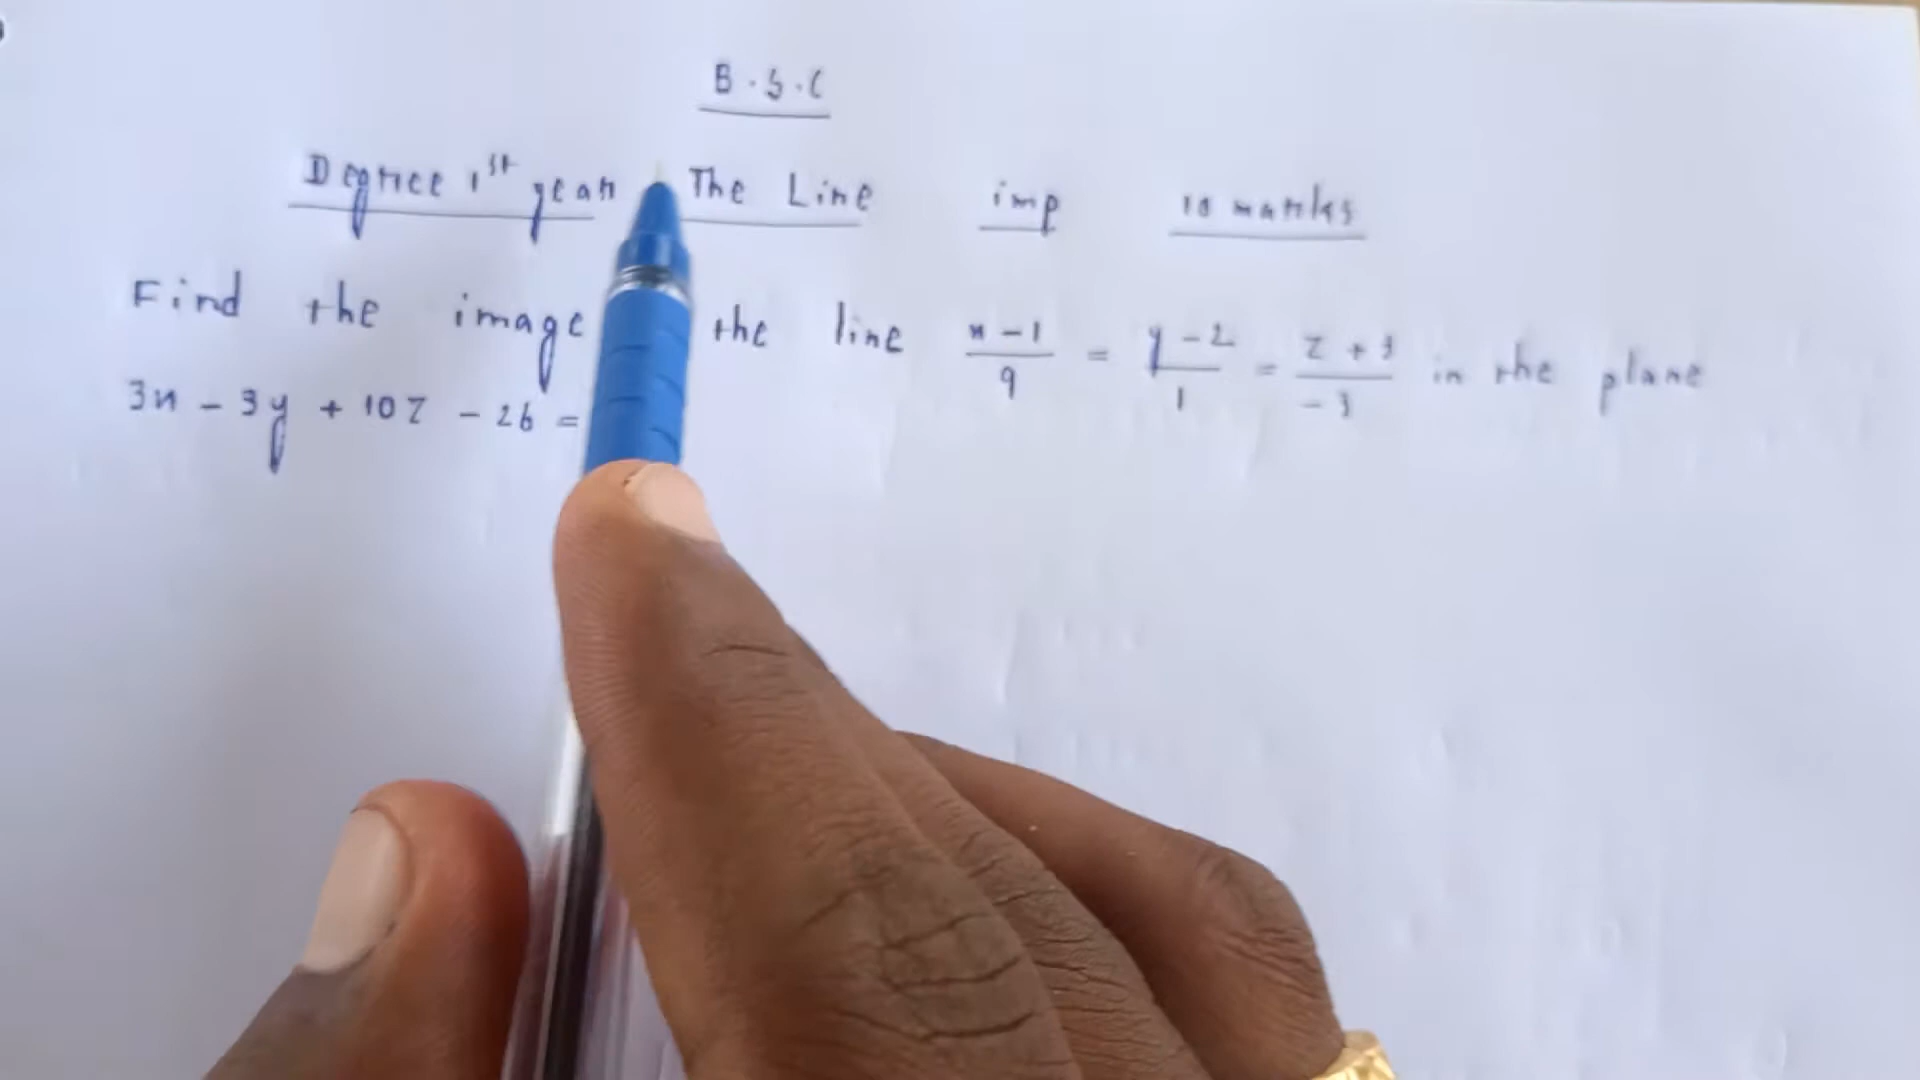 B.S.C
Degree 1st year The Line imp 10 marks
Find the image the line x-1/9 = y-2/1 = z+3/-3 in the plane
3x - 3y + 10z - 26 =